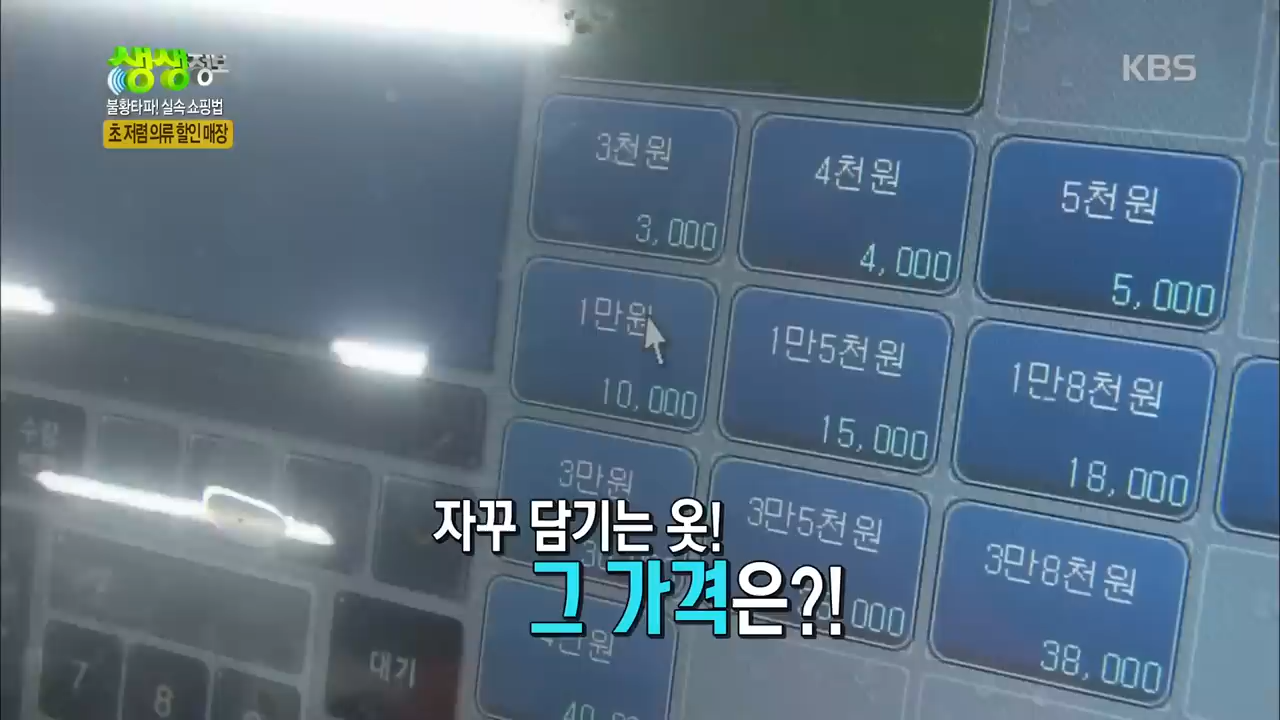 생생정보
불황타파! 실속 쇼핑법
초 저렴 의류 할인 매장
KBS
3천원
3,000
4천원
4,000
5천원
5,000
1만원
10,000
1만5천원
15,000
1만8천원
18,000
3만원
3만5천원
000
3만8천원
38,000
자꾸 담기는 옷!
그 가격은?!
대기
7
8